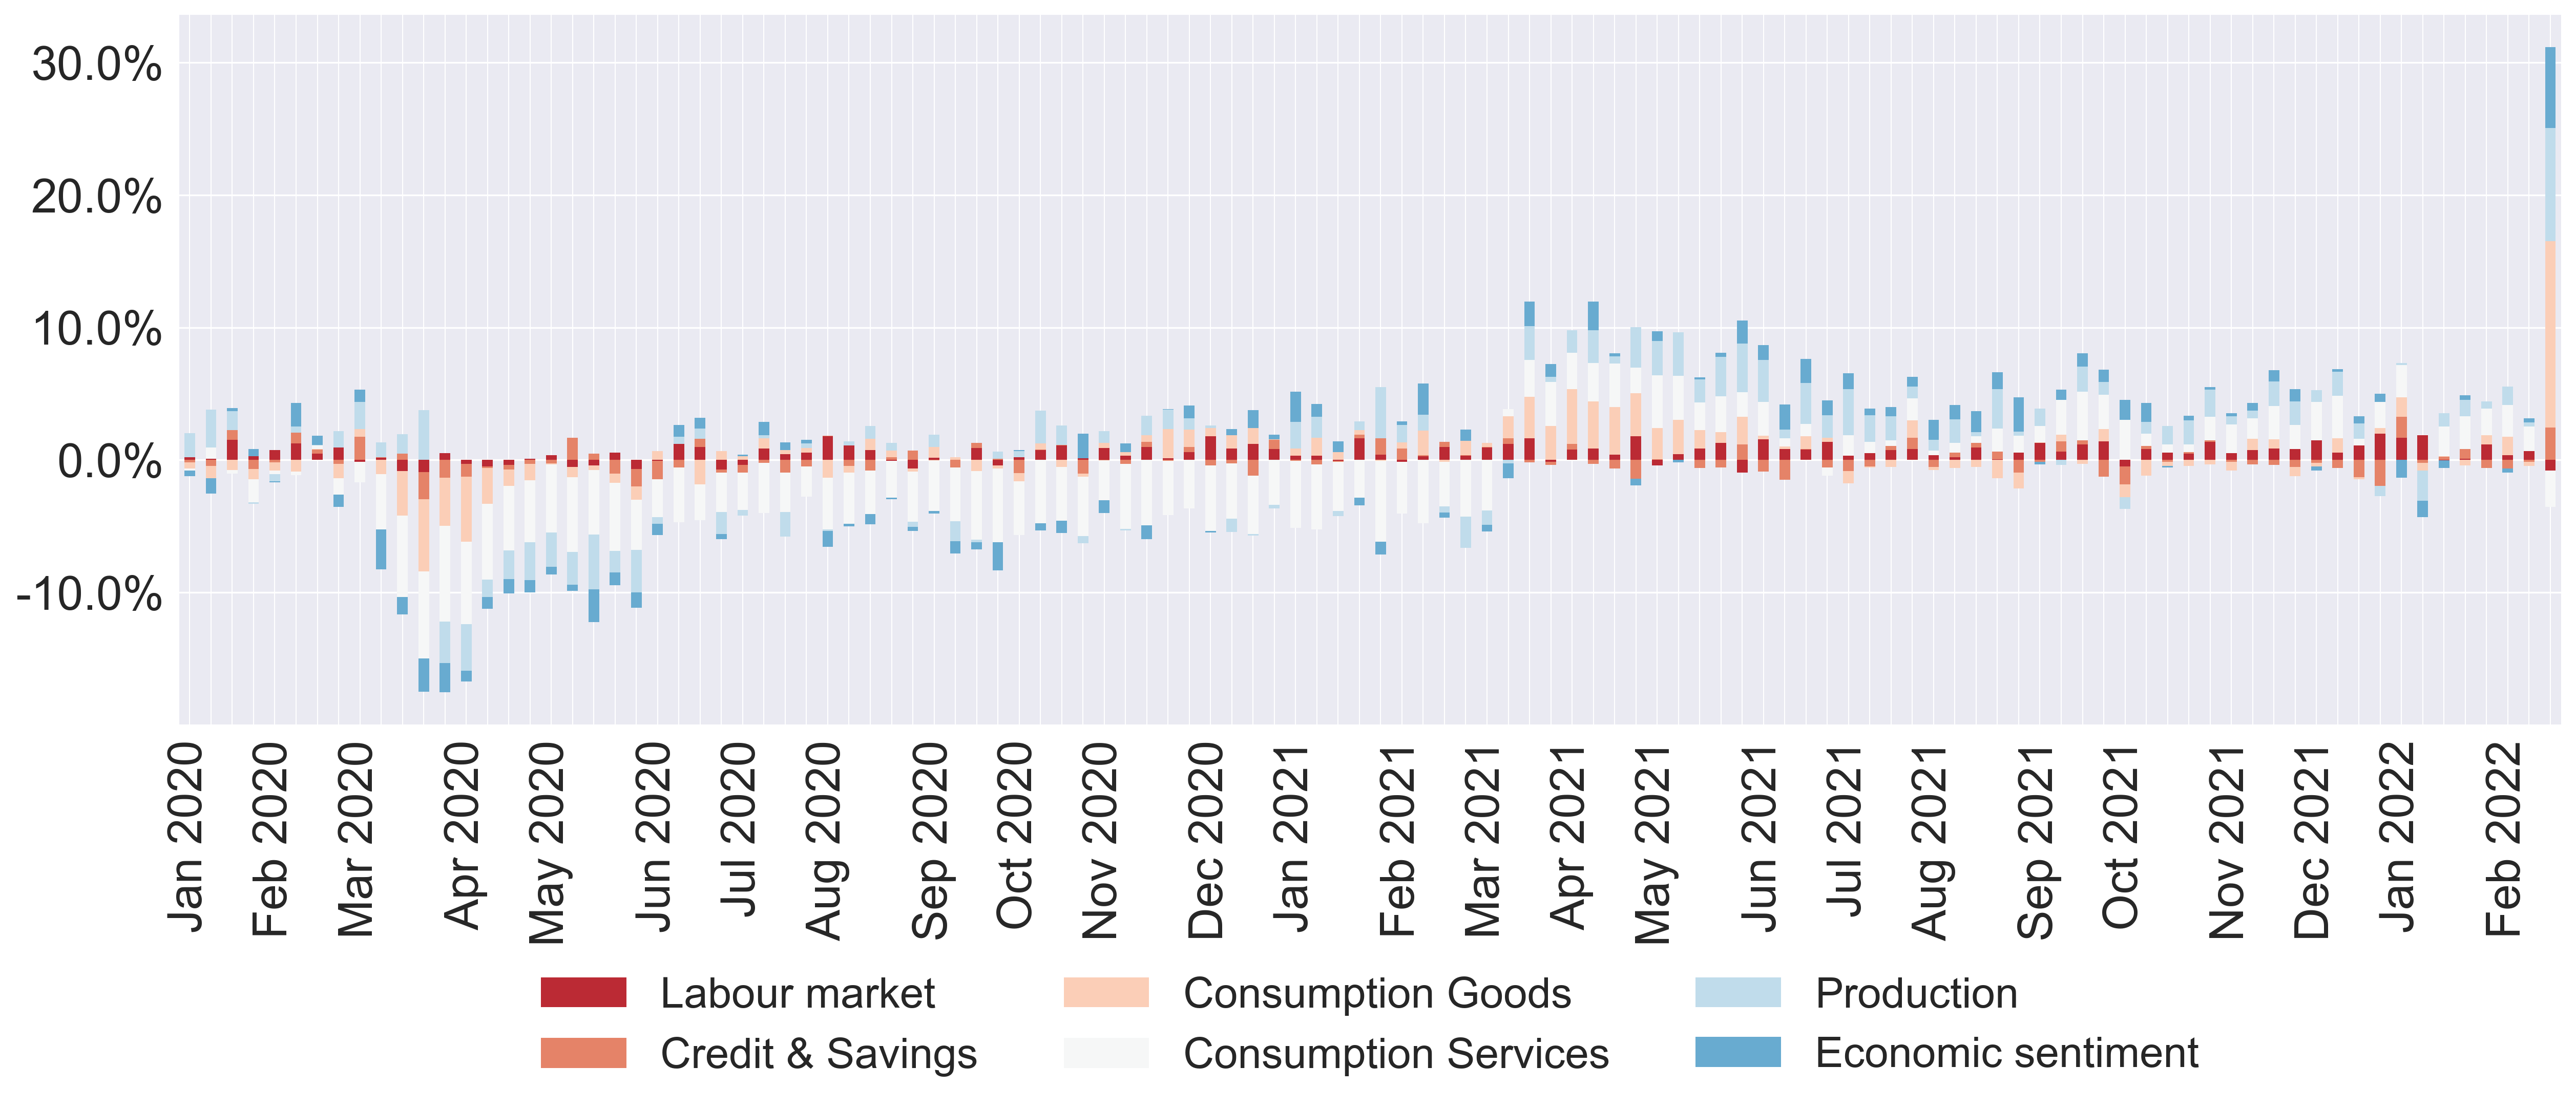 30.0%
20.0%
10.0%
0.0%
-10.0%
Jan 2020
Feb 2020
Mar 2020
Apr 2020
May 2020
Jun 2020
Jul 2020
Aug 2020
Sep 2020
Oct 2020
Nov 2020
Dec 2020
Jan 2021
Feb 2021
Mar 2021
Apr 2021
May 2021
Jun 2021
Jul 2021
Aug 2021
Sep 2021
Oct 2021
Nov 2021
Dec 2021
Jan 2022
Feb 2022
Labour market
Credit & Savings
Consumption Goods
Consumption Services
Production
Economic sentiment